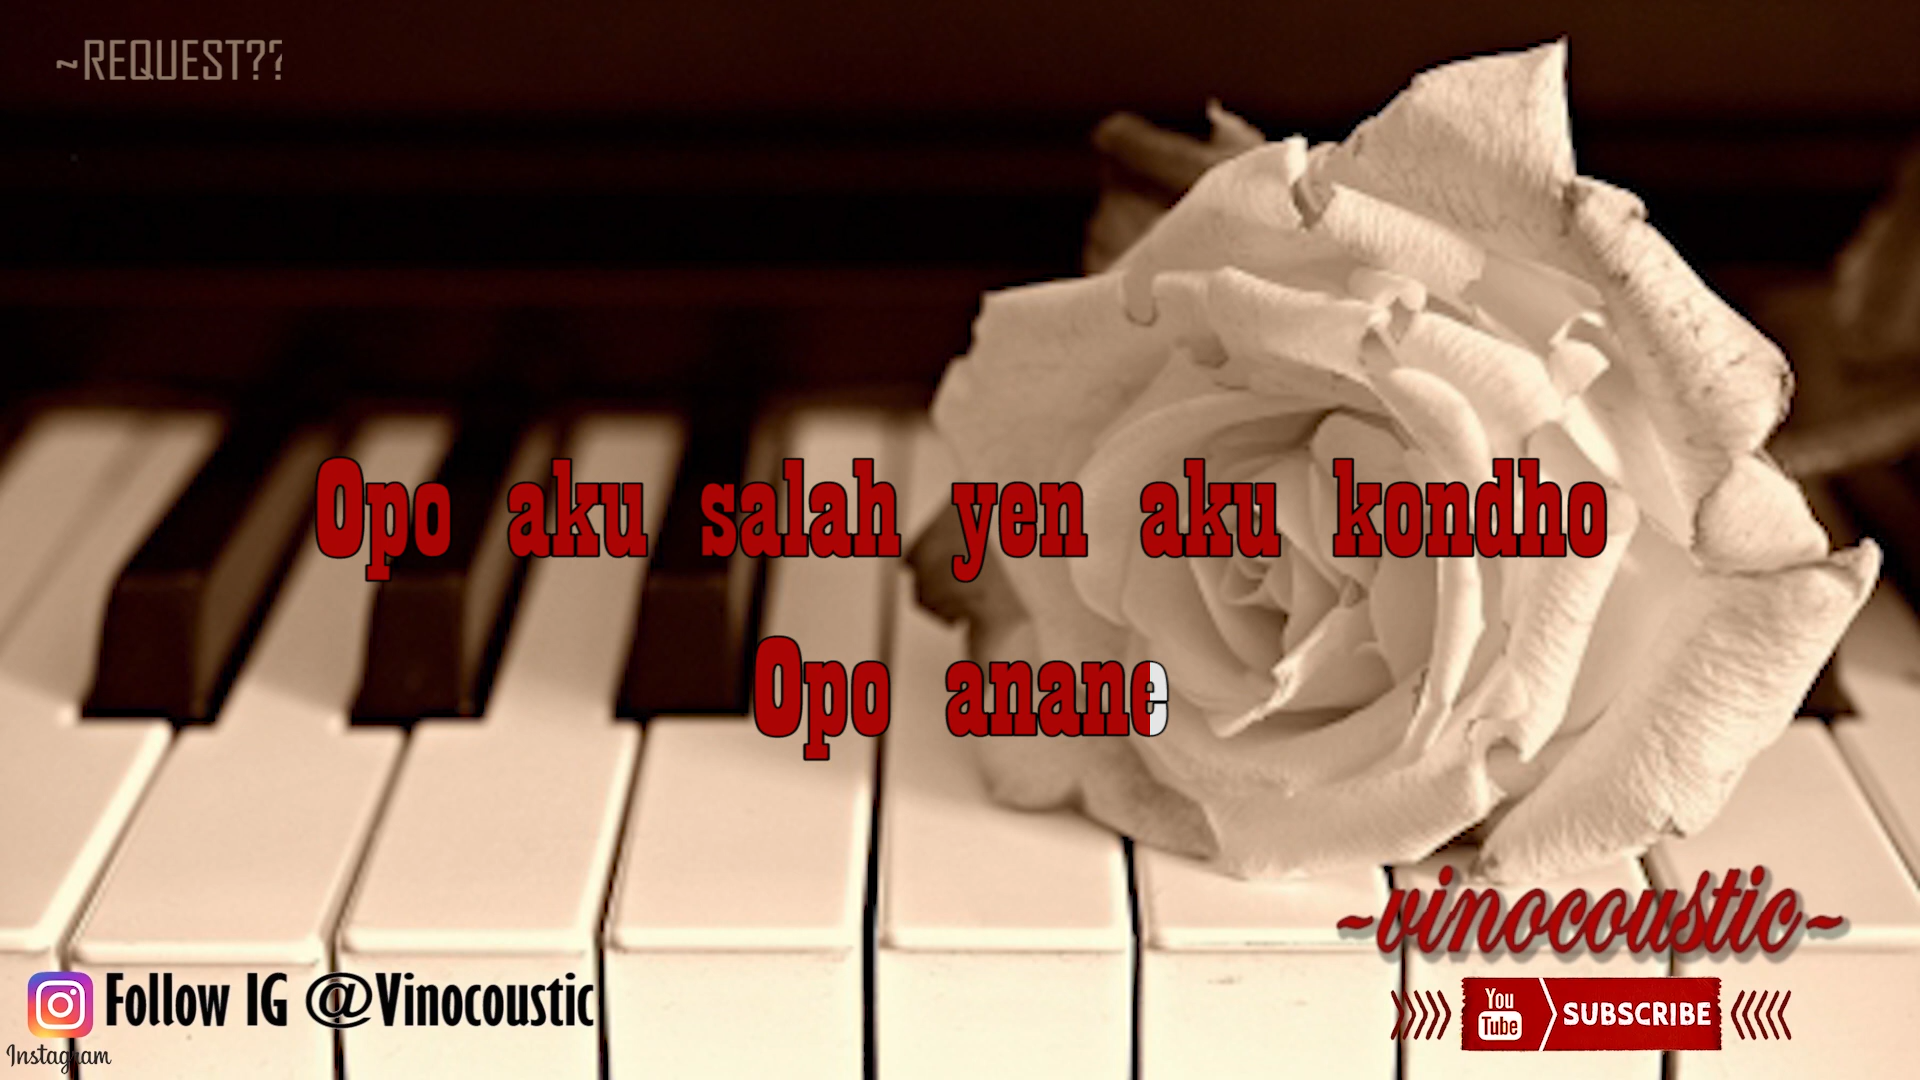 ~REQUEST??
Opo aku salah yen aku kondho
Opo anane
~vinocoustic~
Follow IG @Vinocoustic
You
Tube
SUBSCRIBE
Instagram